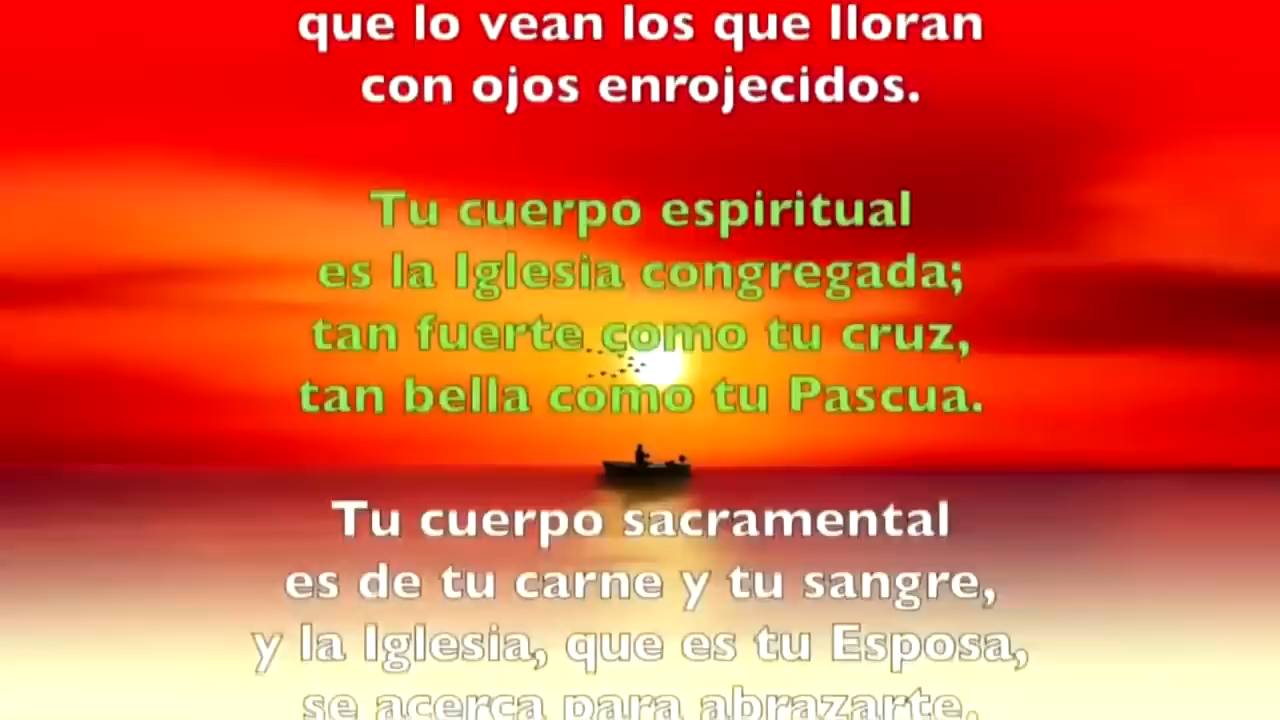 que lo vean los que lloran
con ojos enrojecidos.
Tu cuerpo espiritual
es la Iglesia congregada;
tan fuerte como tu cruz,
tan bella como tu Pascua.
Tu cuerpo sacramental
es de tu carne y tu sangre,
y la Iglesia, que es tu Esposa,
se acerca para abrazarte.